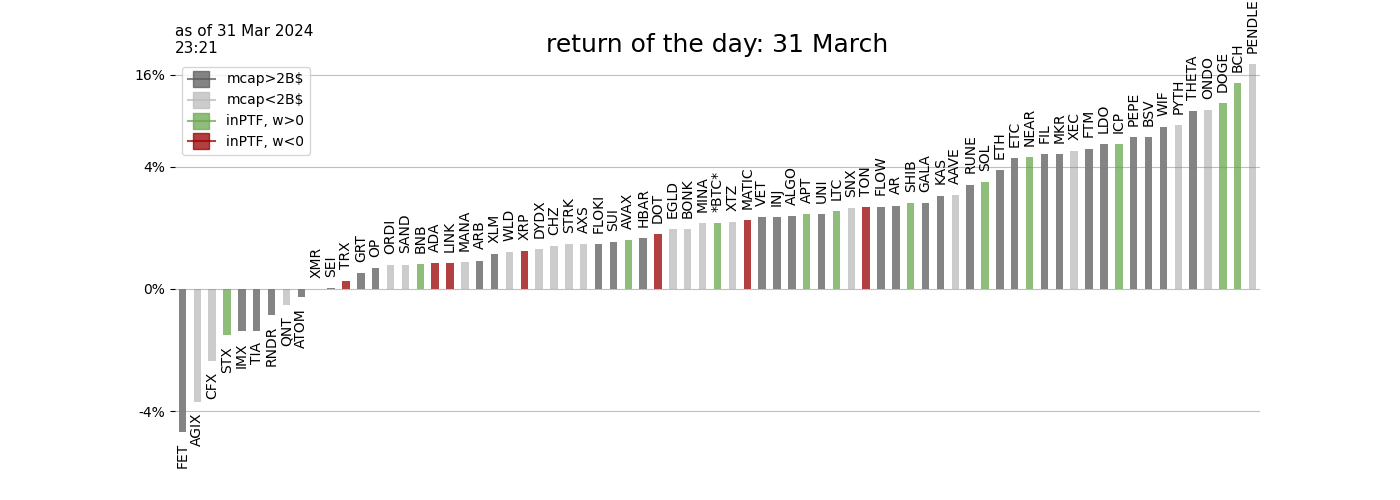 as of 31 Mar 2024
23:21
return of the day: 31 March
16%
4%
0%
-4%
mcap>2B$
mcap<2B$
inPTF, w>0
inPTF, w<0
FET
AGIX
CFX
STX
IMX
TIA
RNDR
QNT
ATOM
XMR
SEI
TRX
GRT
OP
ORDI
SAND
BNB
ADA
LINK
MANA
ARB
XLM
WLD
XRP
DYDX
CHZ
STRK
AXS
FLOKI
SUI
AVAX
HBAR
DOT
EGLD
BONK
MINA
*BTC*
XTZ
MATIC
VET
INJ
ALGO
APT
UNI
LTC
SNX
TON
FLOW
AR
SHIB
GALA
KAS
AAVE
RUNE
SOL
ETH
ETC
NEAR
FIL
MKR
XEC
FTM
LDO
ICP
PEPE
BSV
WIF
PYTH
THETA
ONDO
DOGE
BCH
PENDLE